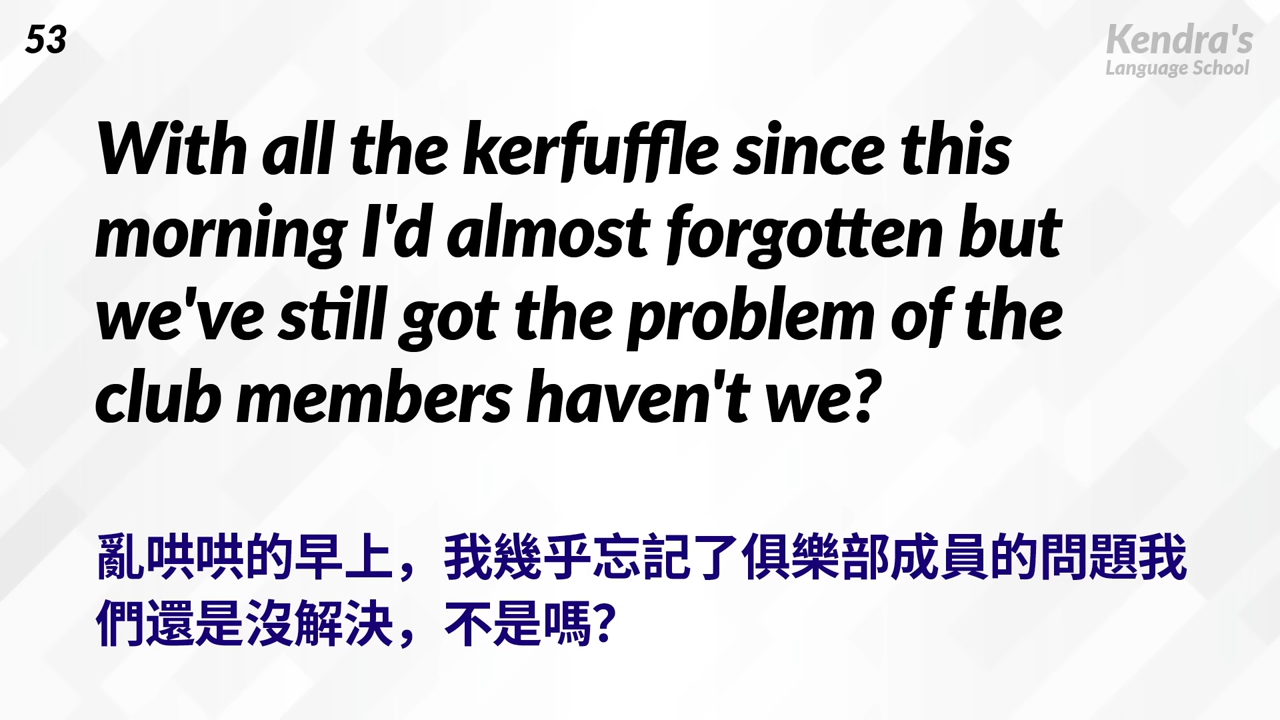 53
Kendra's
Language School
With all the kerfuffle since this
morning I'd almost forgotten but
we've still got the problem of the
club members haven't we?
亂哄哄的早上，我幾乎忘記了俱樂部成員的問題我
們還是沒解決，不是嗎？